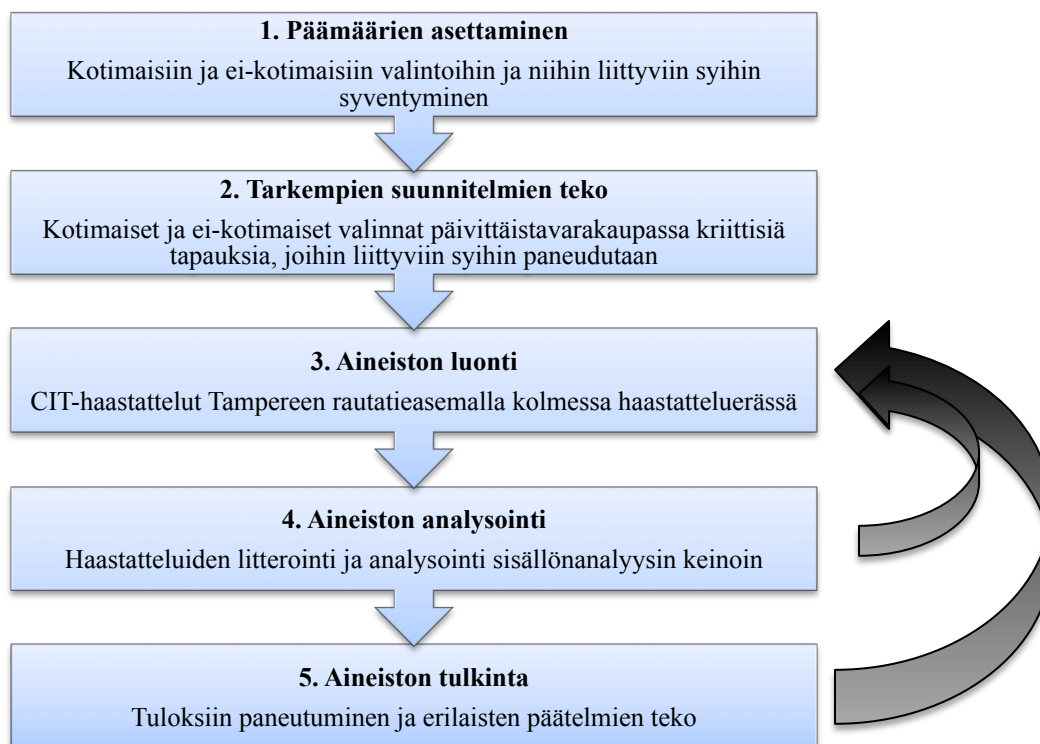 1. Päämäärien asettaminen
Kotimaisiin ja ei-kotimaisiin valintoihin ja niihin liittyviin syihin
syventyminen
2. Tarkempien suunnitelmien teko
Kotimaiset ja ei-kotimaiset valinnat päivittäistavarakaupassa kriittisiä
tapauksia, joihin liittyviin syihin paneudutaan
3. Aineiston luonti
CIT-haastattelut Tampereen rautatieasemalla kolmessa haastatteluerässä
4. Aineiston analysointi
Haastatteluiden litterointi ja analysointi sisällönanalyysin keinoin
5. Aineiston tulkinta
Tuloksiin paneutuminen ja erilaisten päätelmien teko